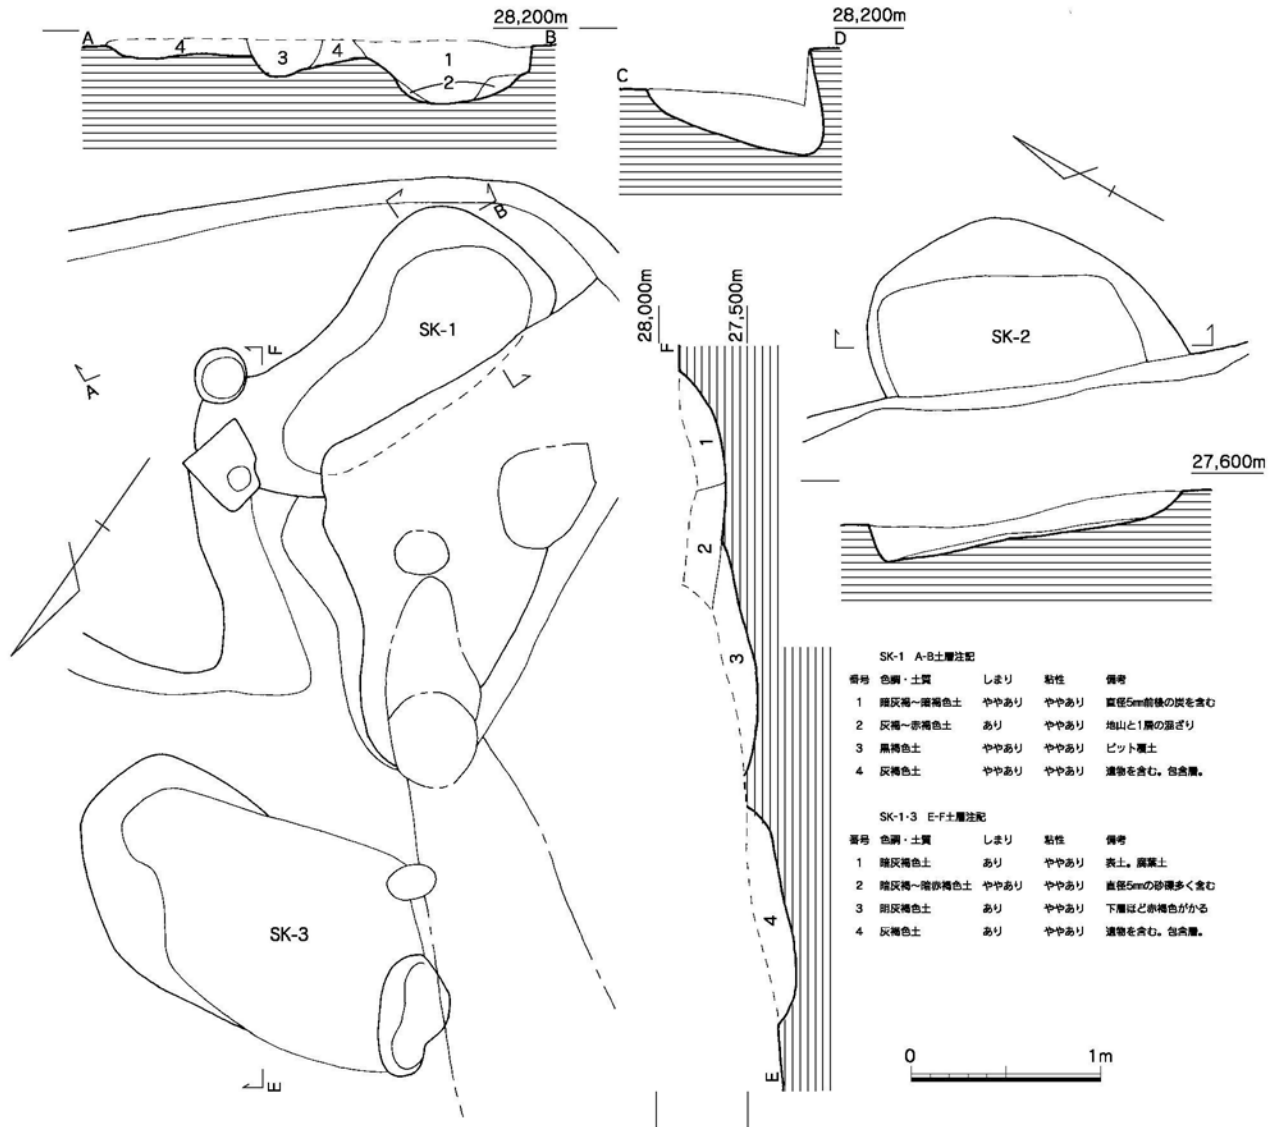 28,200m
A
B
4
3
4
1
2
28,200m
D
C
B
SK-1
F
A
28,000m
27,500m
F
SK-2
1
2
3
4
E
27,600m
SK-3
E
SK-1 A-B土層注記
番号 色調・土質 しまり 粘性 備考
1 暗灰褐〜暗褐色土 ややあり ややあり 直径5mm前後の炭を含む
2 灰褐〜赤褐色土 あり ややあり 地山と1層の混ざり
3 黒褐色土 ややあり ややあり ピット覆土
4 灰褐色土 ややあり ややあり 遺物を含む。包含層。
SK-1・3 E-F土層注記
番号 色調・土質 しまり 粘性 備考
1 暗灰褐色土 あり ややあり 表土。腐葉土
2 暗灰褐〜暗赤褐色土 ややあり ややあり 直径5mmの砂礫多く含む
3 明灰褐色土 あり ややあり 下層ほど赤褐色がかる
4 灰褐色土 あり ややあり 遺物を含む。包含層。
0 1m